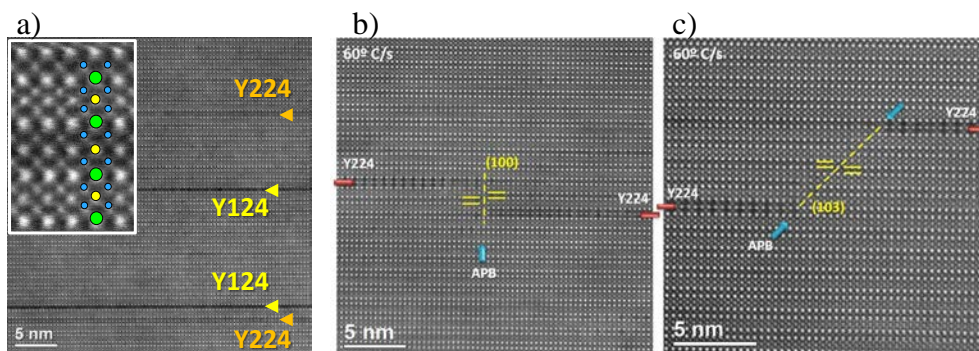 a)
Y224
Y124
Y124
Y224
5 nm
b)
60º C/s
(100)
Y224
Y224
APB
5 nm
c)
60º C/s
Y224
Y224
(103)
APB
5 nm